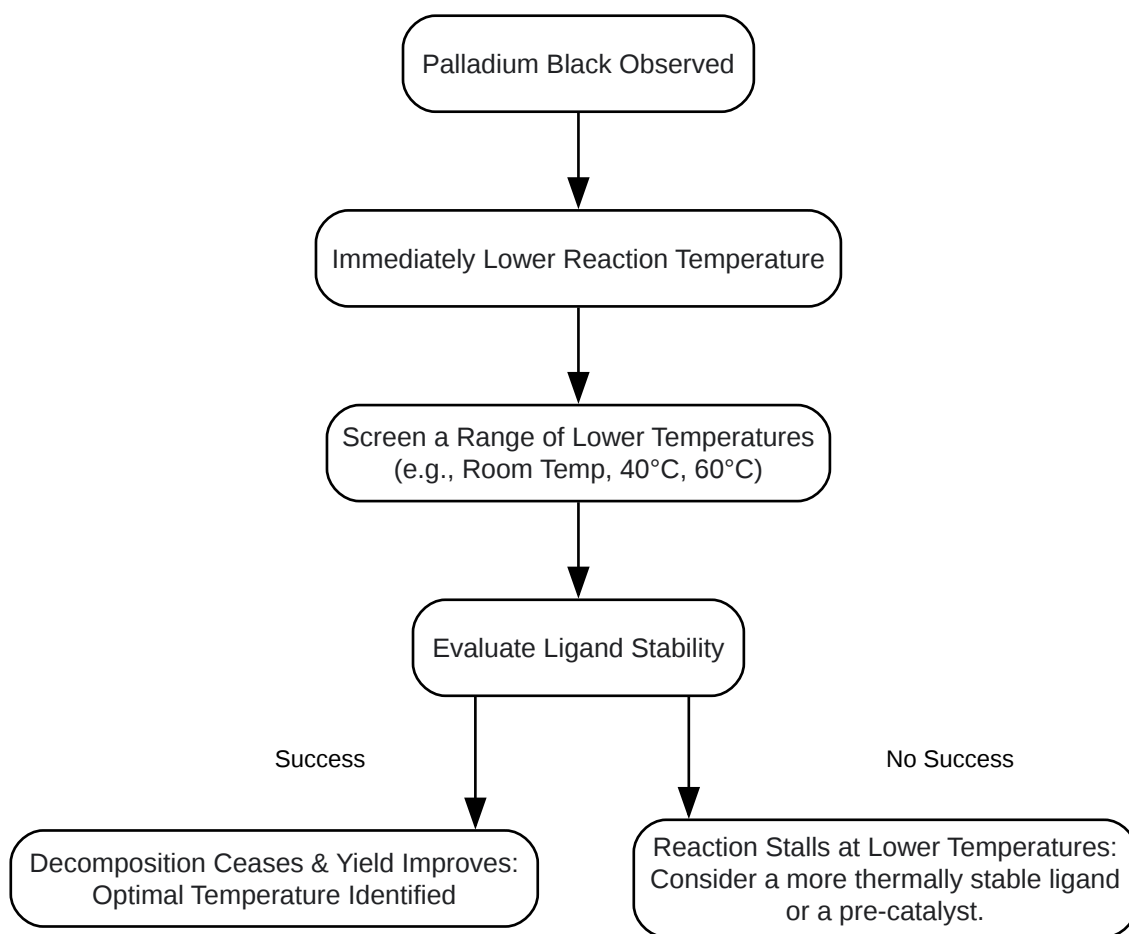 Palladium Black Observed
Immediately Lower Reaction Temperature
Screen a Range of Lower Temperatures
(e.g., Room Temp, 40°C, 60°C)
Evaluate Ligand Stability
Success
No Success
Decomposition Ceases & Yield Improves:
Optimal Temperature Identified
Reaction Stalls at Lower Temperatures:
Consider a more thermally stable ligand
or a pre-catalyst.